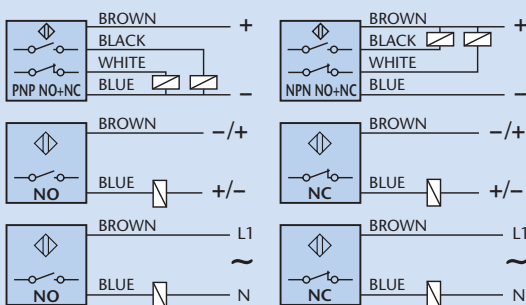 BROWN +
BLACK
WHITE
PNP NO+NC BLUE −
BROWN +
BLACK
WHITE
NPN NO+NC BLUE −
BROWN −/+
NO BLUE +/−
BROWN −/+
NC BLUE +/−
BROWN L1
~
NO BLUE N
BROWN L1
~
NC BLUE N